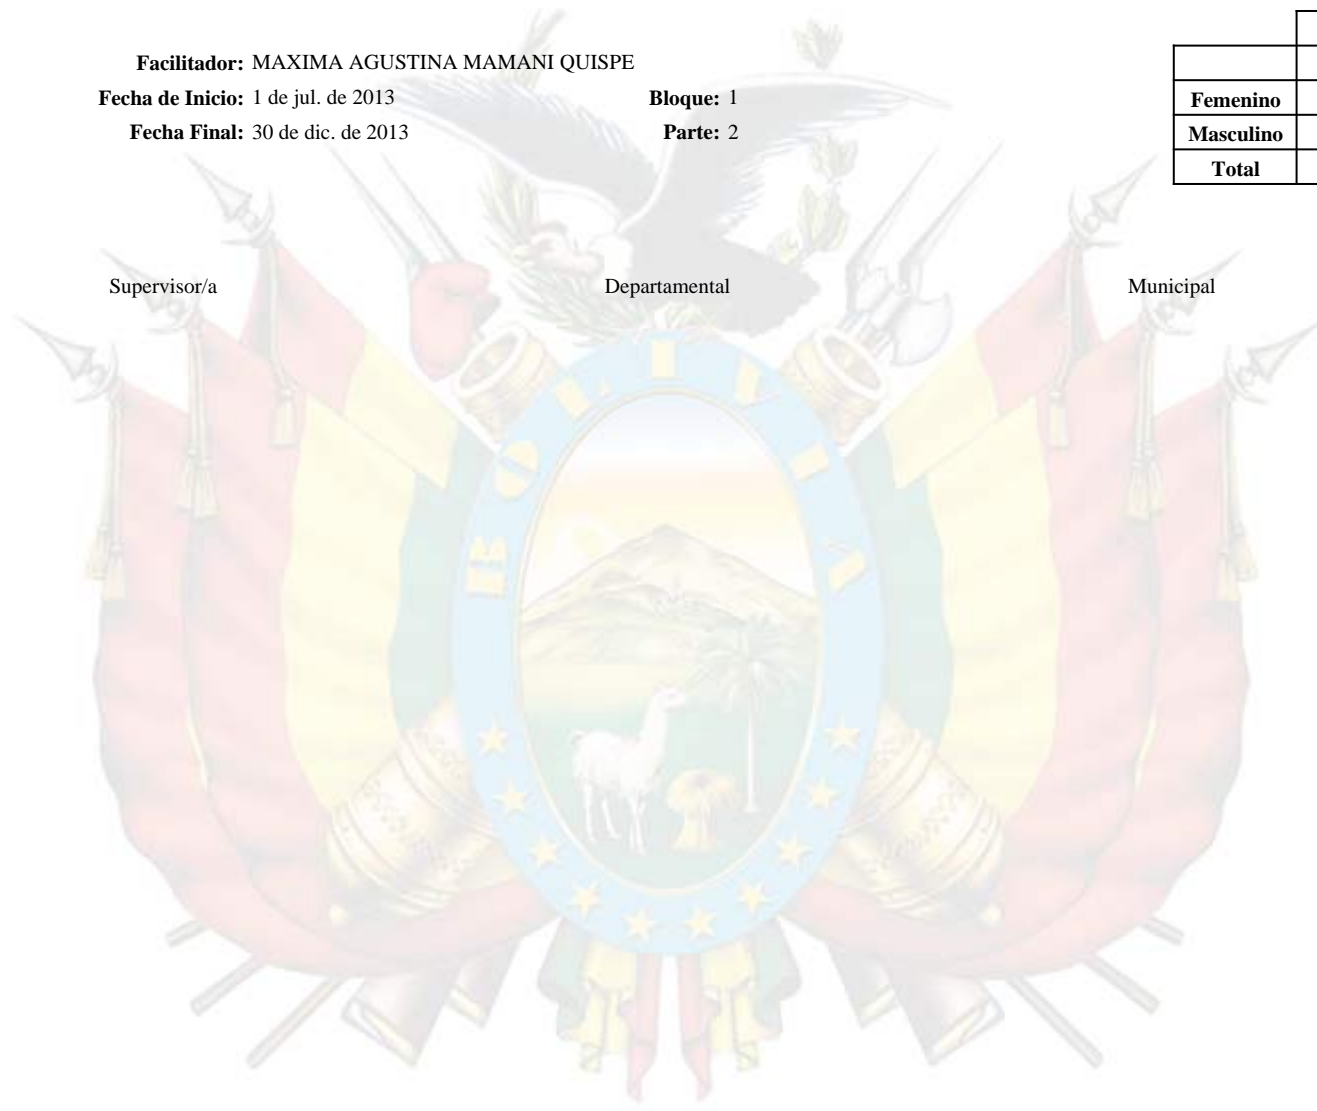 Facilitador: MAXIMA AGUSTINA MAMANI QUISPE
Fecha de Inicio: 1 de jul. de 2013 Bloque: 1
Fecha Final: 30 de dic. de 2013 Parte: 2
Femenino
Masculino
Total
Supervisor/a Departamental Municipal
BOLIVIA